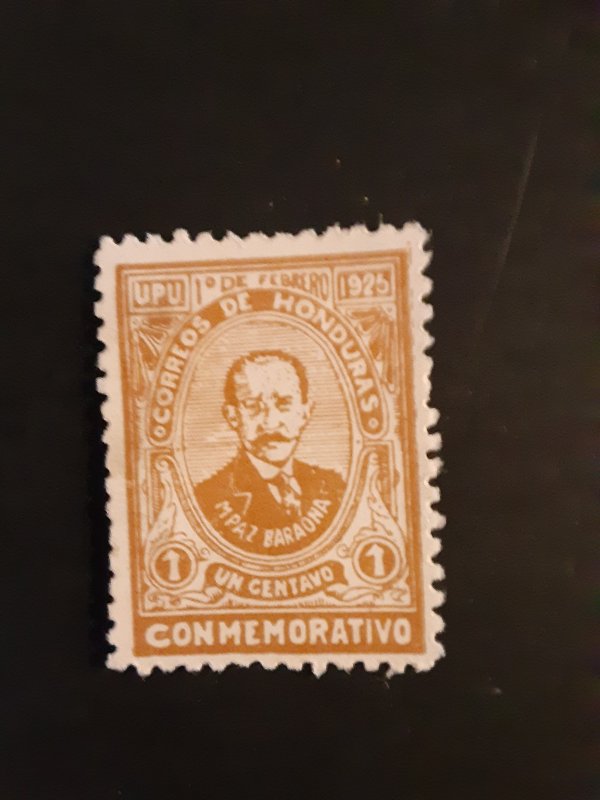 UPU 1º DE FEBRERO 1925
CORREOS DE HONDURAS
M PAZ BARAONA
1 UN CENTAVO 1
CONMEMORATIVO